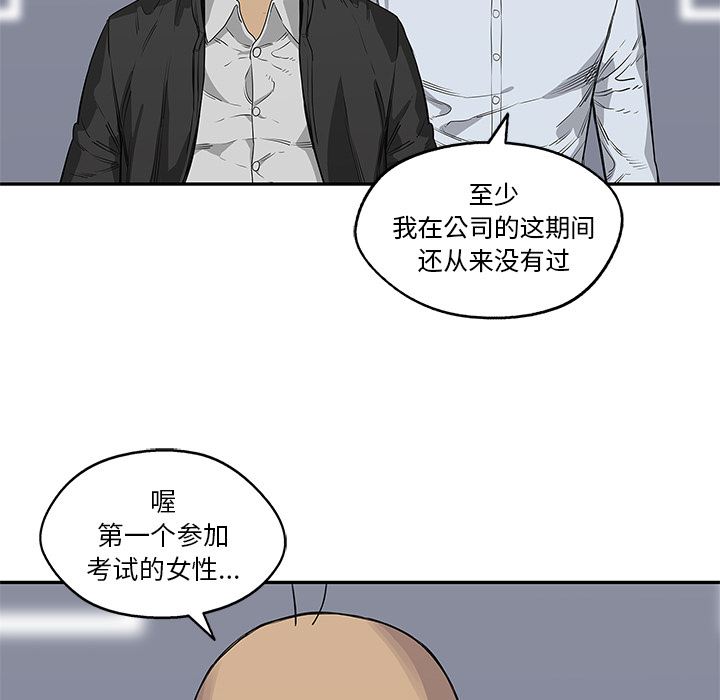 至少
我在公司的这期间
还从来没有过
喔
第一个参加
考试的女性...